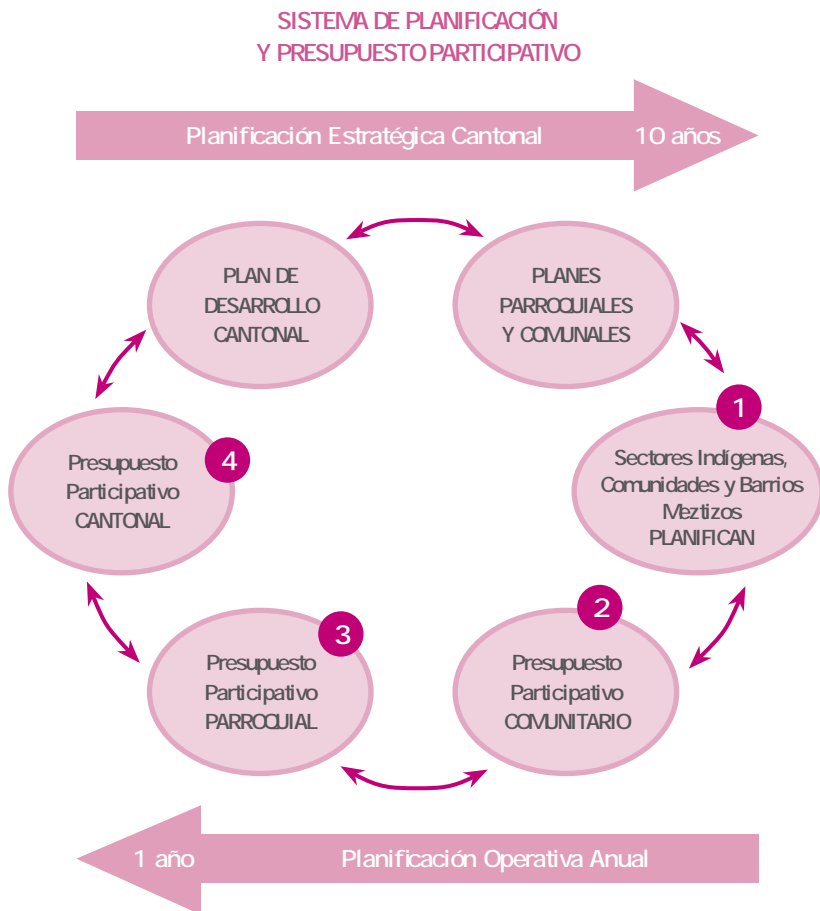 SISTEMA DE PLANIFICACIÓN
Y PRESUPUESTO PARTICIPATIVO
Planificación Estratégica Cantonal 10 años
PLAN DE
DESARROLLO
CANTONAL
PLANES
PARROQUIALES
Y COMUNALES
1
Sectores Indígenas,
Comunidades y Barrios
Meztizos
PLANIFICAN
2
Presupuesto
Participativo
COMUNITARIO
3
Presupuesto
Participativo
PARROQUIAL
4
Presupuesto
Participativo
CANTONAL
1 año Planificación Operativa Anual